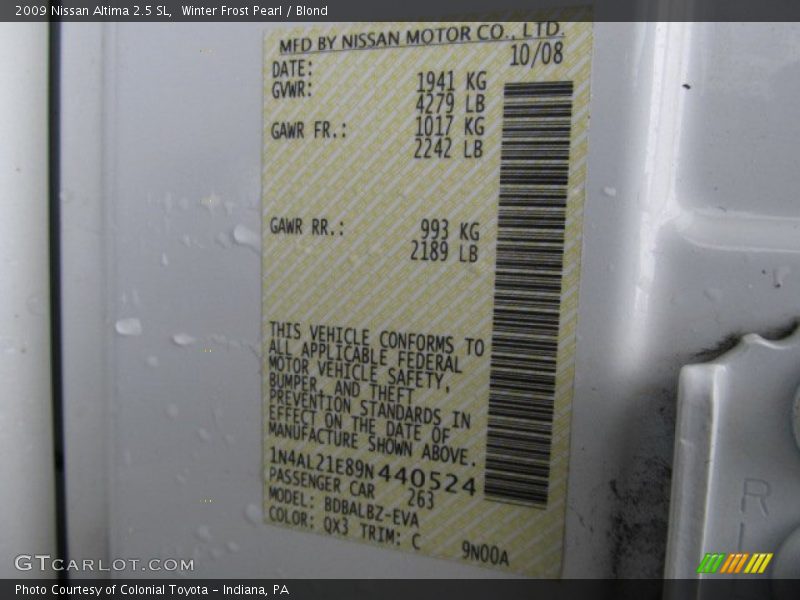 2009 Nissan Altima 2.5 SL,  Winter Frost Pearl / Blond
MFD BY NISSAN MOTOR CO., LTD.
DATE: 10/08
GVWR: 1941 KG
4279 LB
GAWR FR.: 1017 KG
2242 LB
GAWR RR.: 993 KG
2189 LB
THIS VEHICLE CONFORMS TO
ALL APPLICABLE FEDERAL
MOTOR VEHICLE SAFETY,
BUMPER, AND THEFT
PREVENTION STANDARDS IN
EFFECT ON THE DATE OF
MANUFACTURE SHOWN ABOVE.
1N4AL21E89N440524
PASSENGER CAR 263
MODEL: BDBALBZ-EVA
COLOR: QX3 TRIM: C 9N00A
R
GTCARLOT.COM
Photo Courtesy of Colonial Toyota - Indiana, PA